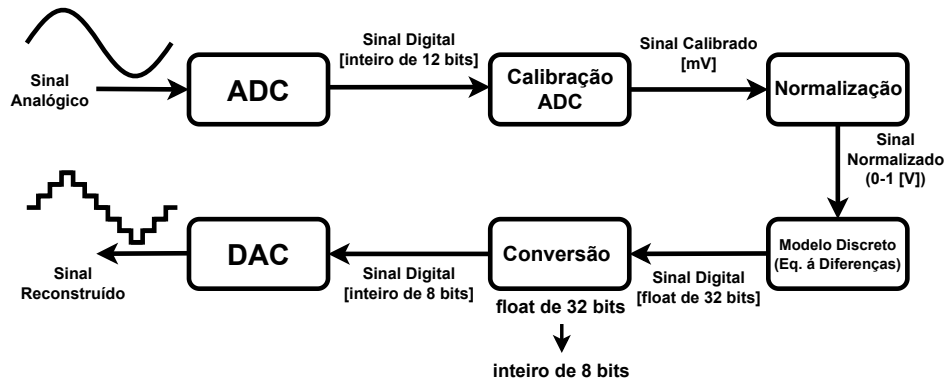 Sinal
Analógico
ADC
Sinal Digital
[inteiro de 12 bits]
Calibração
ADC
Sinal Calibrado
[mV]
Normalização
Sinal
Normalizado
(0-1 [V])
Modelo Discreto
(Eq. á Diferenças)
Sinal Digital
[float de 32 bits]
Conversão
float de 32 bits
inteiro de 8 bits
Sinal Digital
[inteiro de 8 bits]
DAC
Sinal
Reconstruído